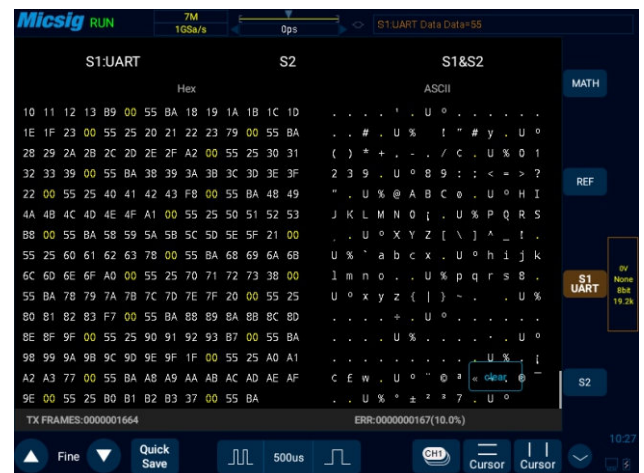 Micsig RUN 7M 1GSa/s 0ps S1:UART Data Data=55
S1:UART S2 S1&S2
Hex ASCII
10 11 12 13 B9 00 55 BA 18 19 1A 1B 1C 1D . . . . ' . U º . . . . . .
1E 1F 23 00 55 25 20 21 22 23 79 00 55 BA . . # . U % ! " # y . U º
28 29 2A 2B 2C 2D 2E 2F A2 00 55 25 30 31 ( ) * + , - . / ¢ . U % 0 1
32 33 39 00 55 BA 38 39 3A 3B 3C 3D 3E 3F 2 3 9 . U º 8 9 : ; < = > ?
22 00 55 25 40 41 42 43 F8 00 55 BA 48 49 " . U % @ A B C ø . U º H I
4A 4B 4C 4D 4E 4F A1 00 55 25 50 51 52 53 J K L M N O ¡ . U % P Q R S
B8 00 55 BA 58 59 5A 5B 5C 5D 5E 5F 21 00 . . U º X Y Z [ \ ] ^ _ ! .
55 25 60 61 62 63 78 00 55 BA 68 69 6A 6B U % ` a b c x . U º h i j k
6C 6D 6E 6F A0 00 55 25 70 71 72 73 38 00 l m n o . . U % p q r s 8 .
55 BA 78 79 7A 7B 7C 7D 7E 7F 20 00 55 25 U º x y z { | } ~ . . U %
80 81 82 83 F7 00 55 BA 88 89 8A 8B 8C 8D . . . . ÷ . U º . . . . . .
8E 8F 9F 00 55 25 90 91 92 93 B7 00 55 BA . . . . U % . . . . . . U º
98 99 9A 9B 9C 9D 9E 9F 1F 00 55 25 A0 A1 . . . . . . . . . . U % . ¡
A2 A3 77 00 55 BA A8 A9 AA AB AC AD AE AF ¢ £ w . U º ¨ © ª « clear ® ¯
9E 00 55 25 B0 B1 B2 B3 37 00 55 BA . . U % ° ± ² ³ 7 . U º
TX FRAMES:0000001664 ERR:0000000167(10.0%)
MATH
REF
S1
UART
0V
None
8bit
19.2k
S2
Fine Quick Save 500us CH1 Cursor Cursor
10:27